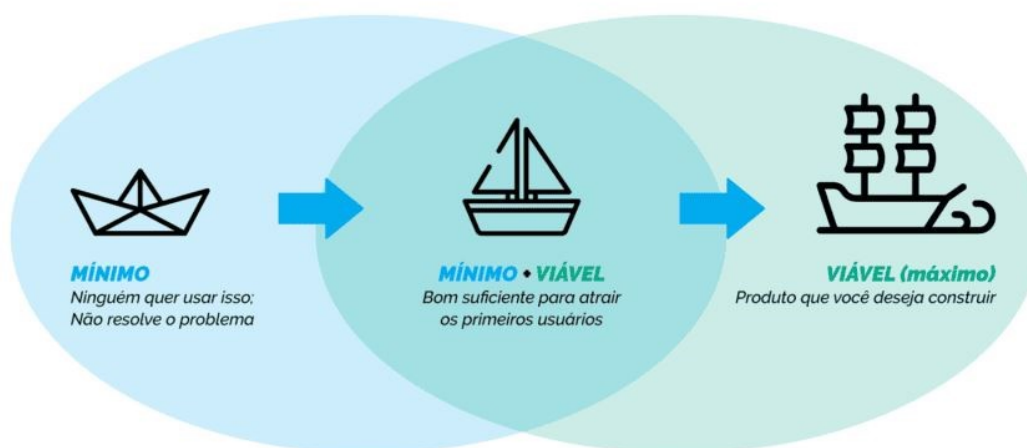 MÍNIMO
Ninguém quer usar isso;
Não resolve o problema
MÍNIMO + VIÁVEL
Bom suficiente para atrair
os primeiros usuários
VIÁVEL (máximo)
Produto que você deseja construir